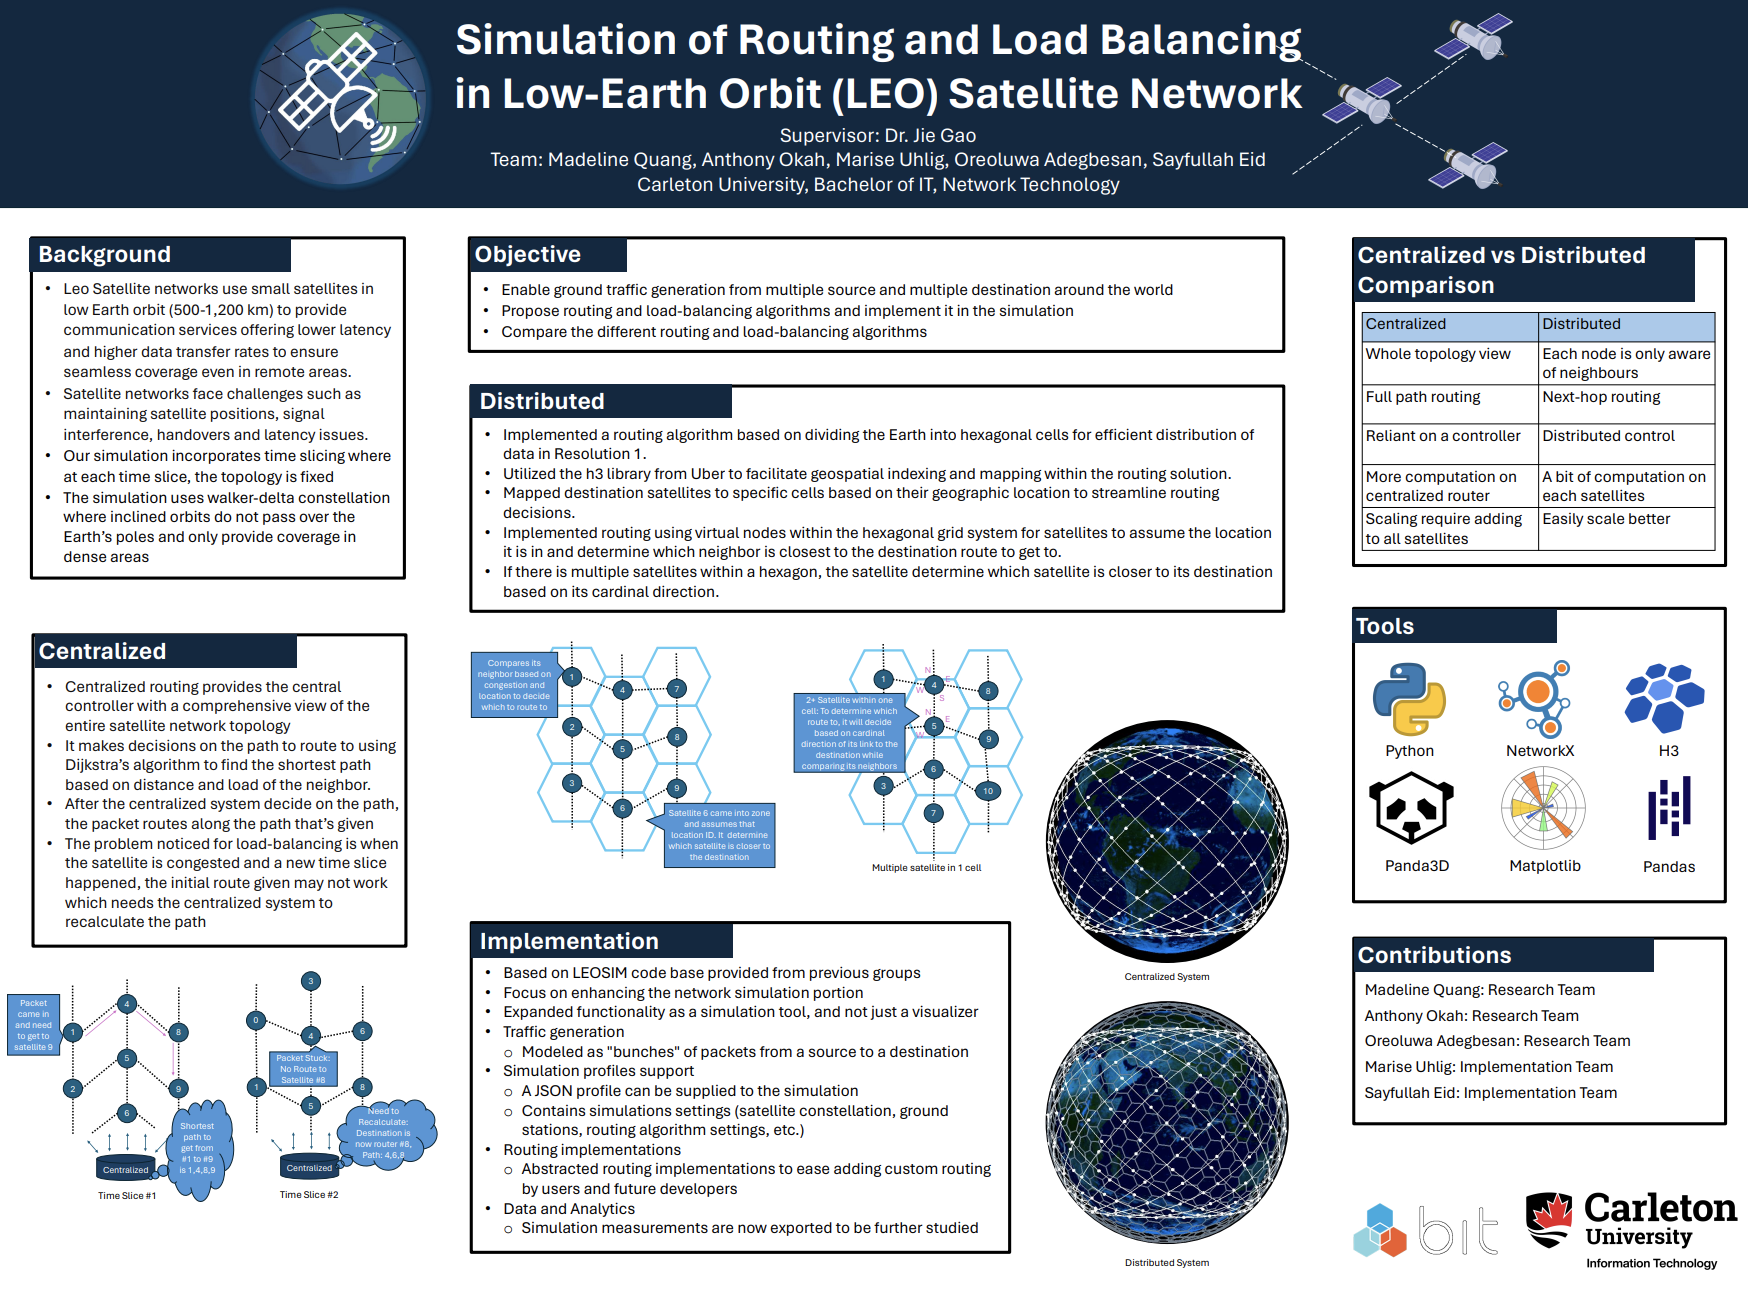 Simulation of Routing and Load Balancing
in Low-Earth Orbit (LEO) Satellite Network
Supervisor: Dr. Jie Gao
Team: Madeline Quang, Anthony Okah, Marise Uhlig, Oreoluwa Adegbesan, Sayfullah Eid
Carleton University, Bachelor of IT, Network Technology
Background
• Leo Satellite networks use small satellites in
low Earth orbit (500-1,200 km) to provide
communication services offering lower latency
and higher data transfer rates to ensure
seamless coverage even in remote areas.
• Satellite networks face challenges such as
maintaining satellite positions, signal
interference, handovers and latency issues.
• Our simulation incorporates time slicing where
at each time slice, the topology is fixed
• The simulation uses walker-delta constellation
where inclined orbits do not pass over the
Earth's poles and only provide coverage in
dense areas
Centralized
• Centralized routing provides the central
controller with a comprehensive view of the
entire satellite network topology
• It makes decisions on the path to route to using
Dijkstra's algorithm to find the shortest path
based on distance and load of the neighbor.
• After the centralized system decide on the path,
the packet routes along the path that's given
• The problem noticed for load-balancing is when
the satellite is congested and a new time slice
happened, the initial route given may not work
which needs the centralized system to
recalculate the path
Packet
came in
and need
to get to
satellite 9
1
2
4
5
6
8
9
Shortest
path to
get from
#1 to #9
is 1,4,8,9
Centralized
Time Slice #1
3
0
4
6
Packet Stuck:
No Route to
Satellite #8
1
5
8
Need to
Recalculate:
Destination is
now router #8,
Path: 4,6,8
Centralized
Time Slice #2
Objective
• Enable ground traffic generation from multiple source and multiple destination around the world
• Propose routing and load-balancing algorithms and implement it in the simulation
• Compare the different routing and load-balancing algorithms
Distributed
• Implemented a routing algorithm based on dividing the Earth into hexagonal cells for efficient distribution of
data in Resolution 1.
• Utilized the h3 library from Uber to facilitate geospatial indexing and mapping within the routing solution.
• Mapped destination satellites to specific cells based on their geographic location to streamline routing
decisions.
• Implemented routing using virtual nodes within the hexagonal grid system for satellites to assume the location
it is in and determine which neighbor is closest to the destination route to get to.
• If there is multiple satellites within a hexagon, the satellite determine which satellite is closer to its destination
based on its cardinal direction.
Compares its
neighbor based on
congestion and
location to decide
which to route to
1
2
3
4
5
6
7
8
9
Satellite 6 came into zone
and assumes that
location ID. It determine
which satellite is closer to
the destination
2+ Satellite within one
cell: To determine which
route to, it will decide
based on cardinal
direction of its link to the
destination while
comparing its neighbors
1
3
N
E
W
4
S
N
E
W
5
6
7
8
9
10
Multiple satellite in 1 cell
Centralized System
Distributed System
Implementation
• Based on LEOSIM code base provided from previous groups
• Focus on enhancing the network simulation portion
• Expanded functionality as a simulation tool, and not just a visualizer
• Traffic generation
o Modeled as "bunches" of packets from a source to a destination
• Simulation profiles support
o A JSON profile can be supplied to the simulation
o Contains simulations settings (satellite constellation, ground
stations, routing algorithm settings, etc.)
• Routing implementations
o Abstracted routing implementations to ease adding custom routing
by users and future developers
• Data and Analytics
o Simulation measurements are now exported to be further studied
Centralized vs Distributed
Comparison
Centralized Distributed
Whole topology view Each node is only aware
of neighbours
Full path routing Next-hop routing
Reliant on a controller Distributed control
More computation on A bit of computation on
centralized router each satellites
Scaling require adding Easily scale better
to all satellites
Tools
Python NetworkX H3
Panda3D Matplotlib Pandas
Contributions
Madeline Quang: Research Team
Anthony Okah: Research Team
Oreoluwa Adegbesan: Research Team
Marise Uhlig: Implementation Team
Sayfullah Eid: Implementation Team
bit
Carleton
University
Information Technology